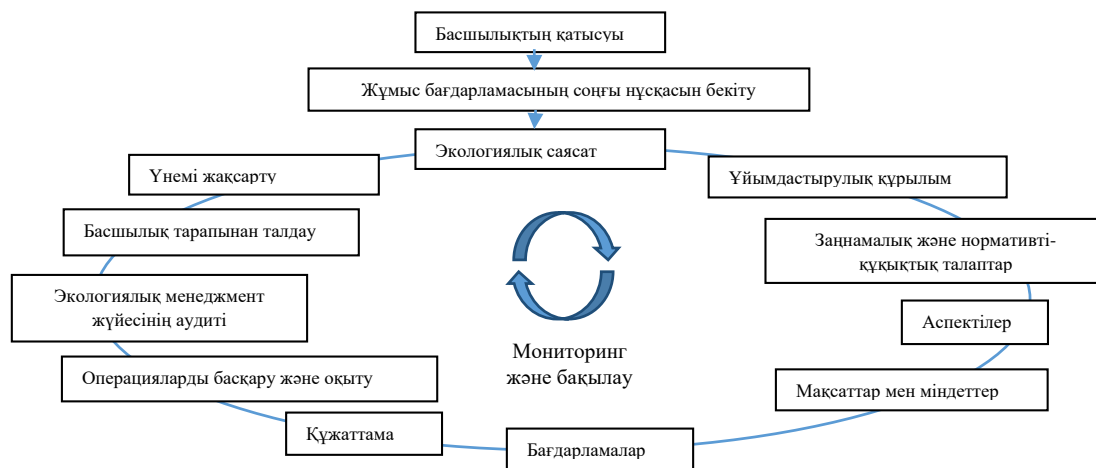 Басшылықтың қатысуы
Жұмыс бағдарламасының соңғы нұсқасын бекіту
Экологиялық саясат
Үнемі жақсарту
Ұйымдастырулық құрылым
Басшылық тарапынан талдау
Заңнамалық және нормативті-
құқықтық талаптар
Экологиялық менеджмент
жүйесінің аудиті
Аспектілер
Мониторинг
және бақылау
Операцияларды басқару және оқыту
Мақсаттар мен міндеттер
Құжаттама
Бағдарламалар